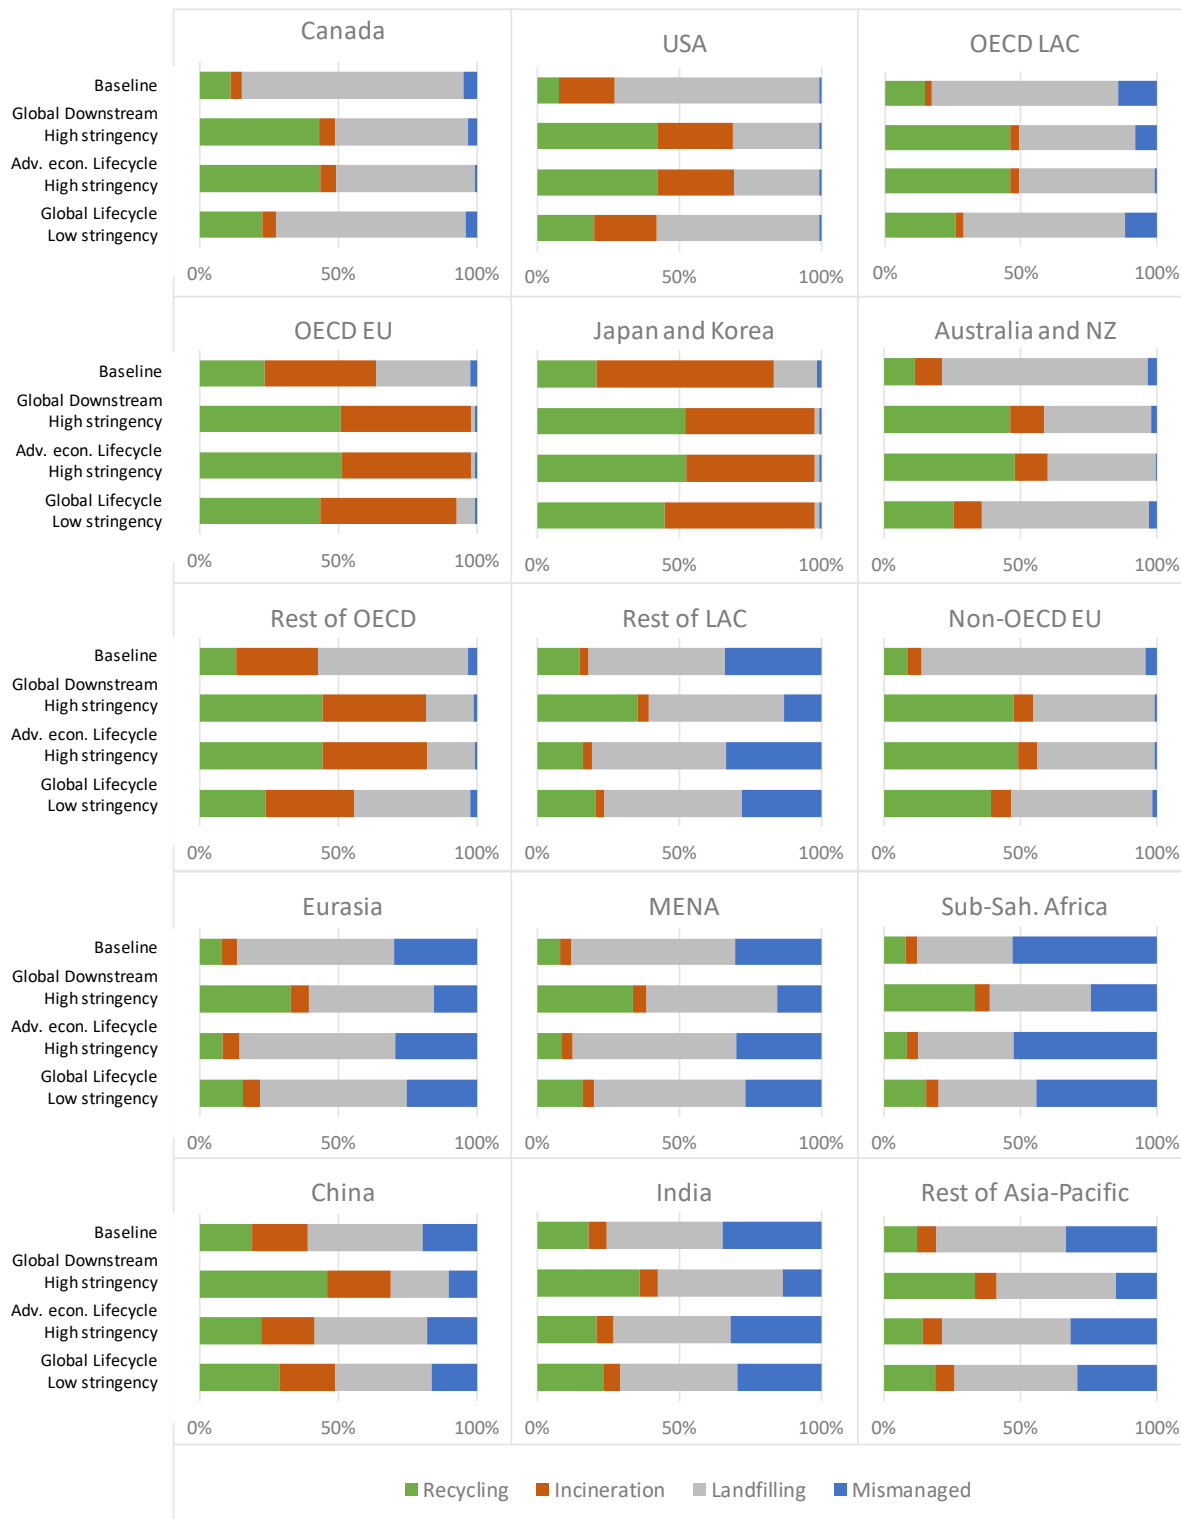 Canada
USA
OECD LAC
Baseline
Global Downstream
High stringency
Adv. econ. Lifecycle
High stringency
Global Lifecycle
Low stringency
0%
50%
100%
0%
50%
100%
0%
50%
100%
OECD EU
Japan and Korea
Australia and NZ
Baseline
Global Downstream
High stringency
Adv. econ. Lifecycle
High stringency
Global Lifecycle
Low stringency
0%
50%
100%
0%
50%
100%
0%
50%
100%
Rest of OECD
Rest of LAC
Non-OECD EU
Baseline
Global Downstream
High stringency
Adv. econ. Lifecycle
High stringency
Global Lifecycle
Low stringency
0%
50%
100%
0%
50%
100%
0%
50%
100%
Eurasia
MENA
Sub-Sah. Africa
Baseline
Global Downstream
High stringency
Adv. econ. Lifecycle
High stringency
Global Lifecycle
Low stringency
0%
50%
100%
0%
50%
100%
0%
50%
100%
China
India
Rest of Asia-Pacific
Baseline
Global Downstream
High stringency
Adv. econ. Lifecycle
High stringency
Global Lifecycle
Low stringency
0%
50%
100%
0%
50%
100%
0%
50%
100%
Recycling
Incineration
Landfilling
Mismanaged